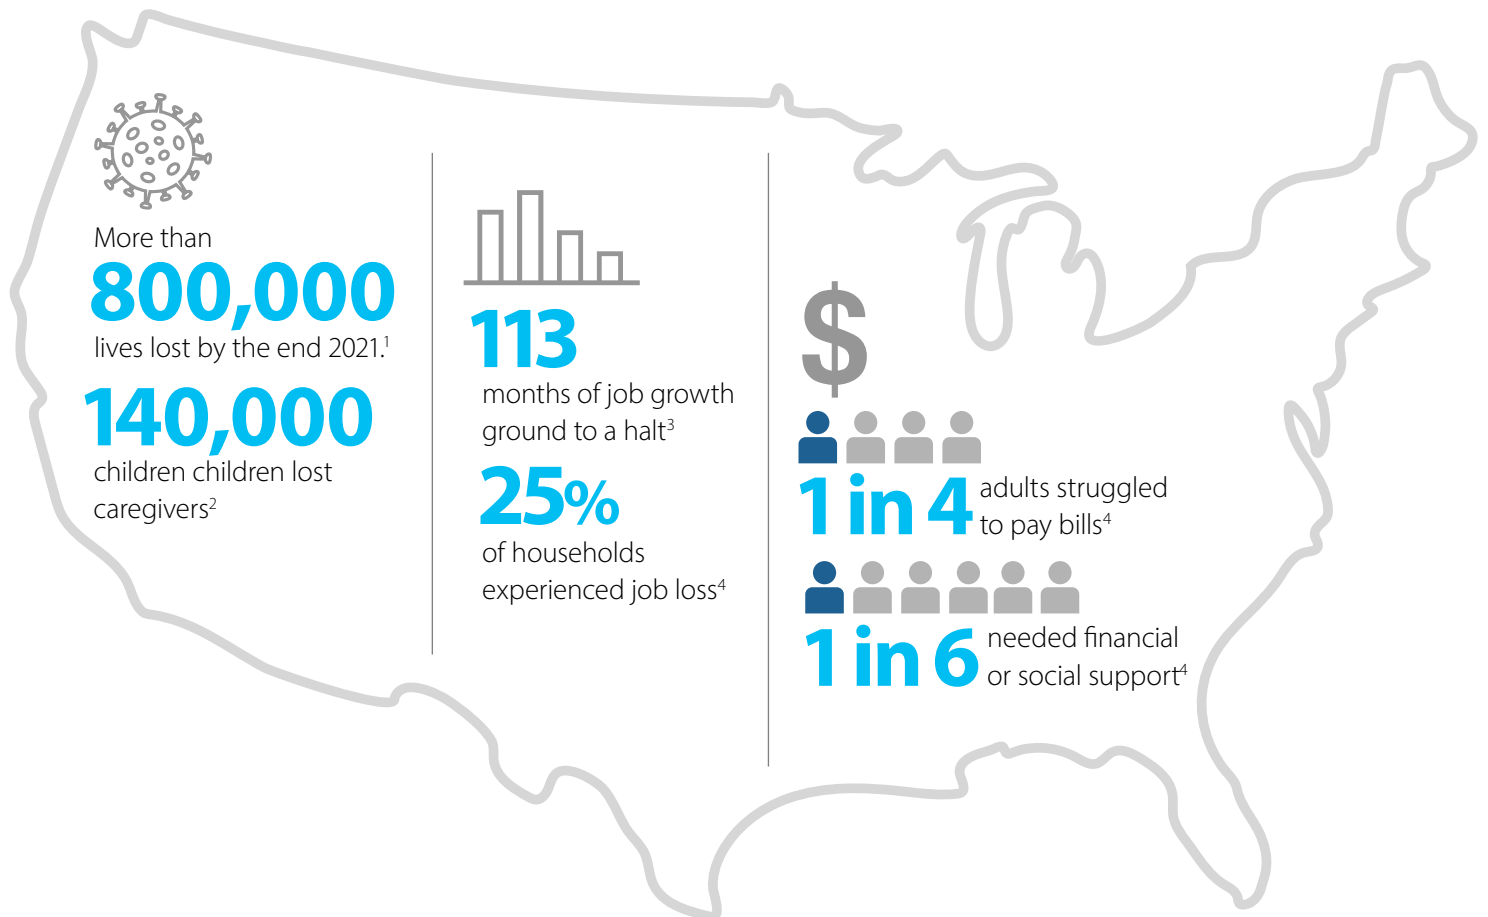 More than
800,000
lives lost by the end 2021.1
140,000
children children lost
caregivers2
113
months of job growth
ground to a halt3
25%
of households
experienced job loss4
$
1 in 4 adults struggled
to pay bills4
1 in 6 needed financial
or social support4